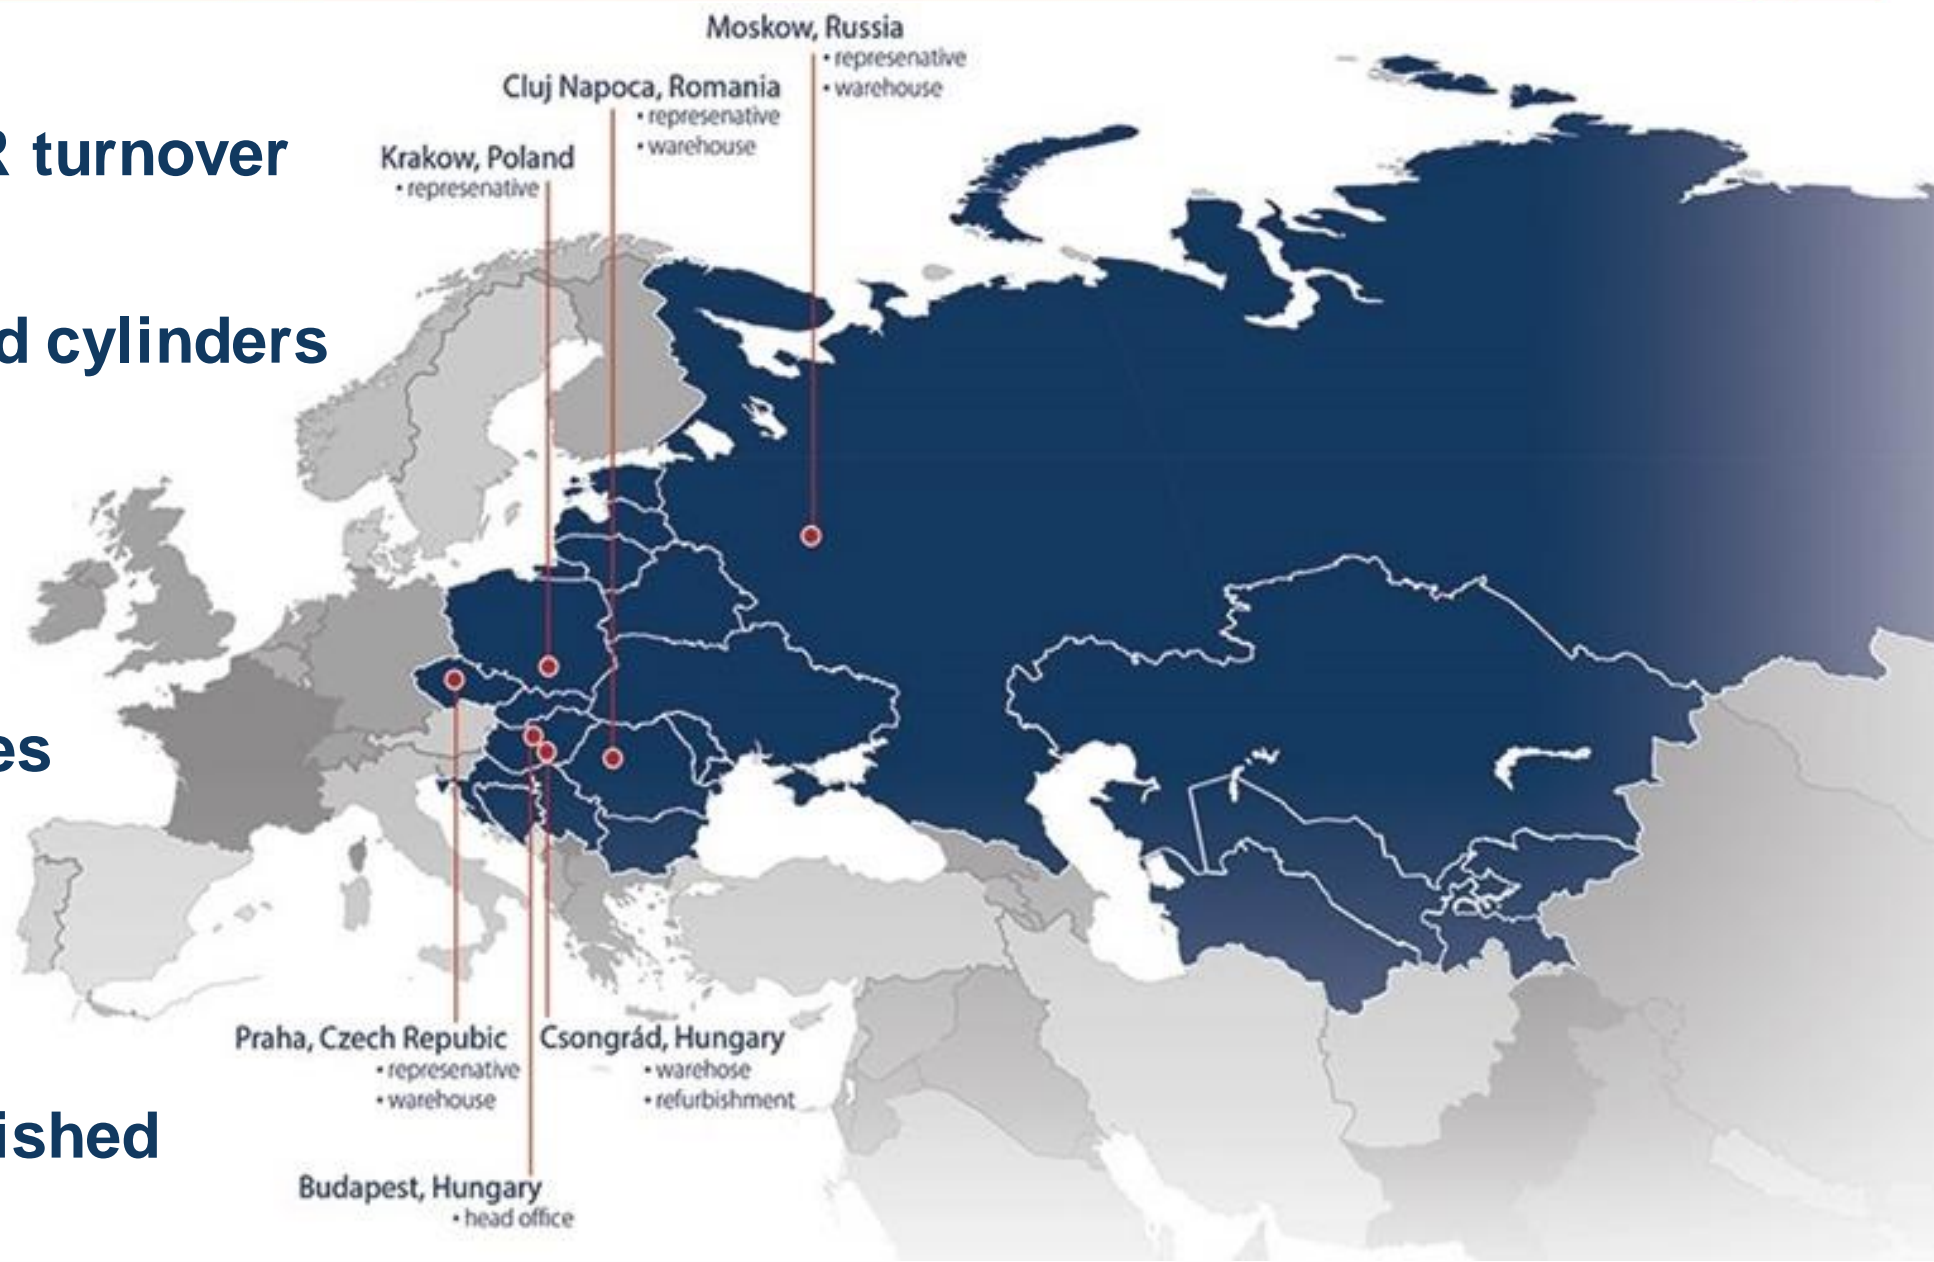 Moskow, Russia
• represenative
• warehouse
Cluj Napoca, Romania
• represenative
• warehouse
R turnover
Krakow, Poland
• represenative
d cylinders
es
Praha, Czech Repubic
• represenative
• warehouse
Csongrád, Hungary
• warehose
• refurbishment
ished
Budapest, Hungary
• head office